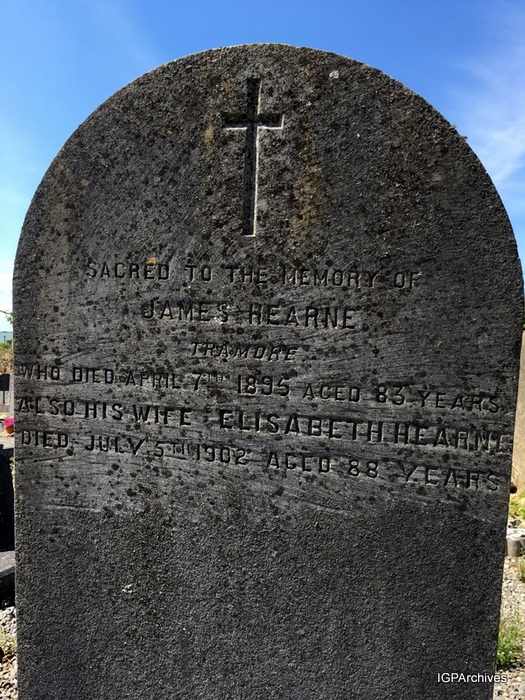 SACRED TO THE MEMORY OF
JAMES HEARNE
TRAMORE
WHO DIED APRIL 7TH 1895 AGED 83 YEARS
ALSO HIS WIFE ELISABETH HEARNE
DIED JULY 5TH 1902 AGED 88 YEARS
IGPArchives